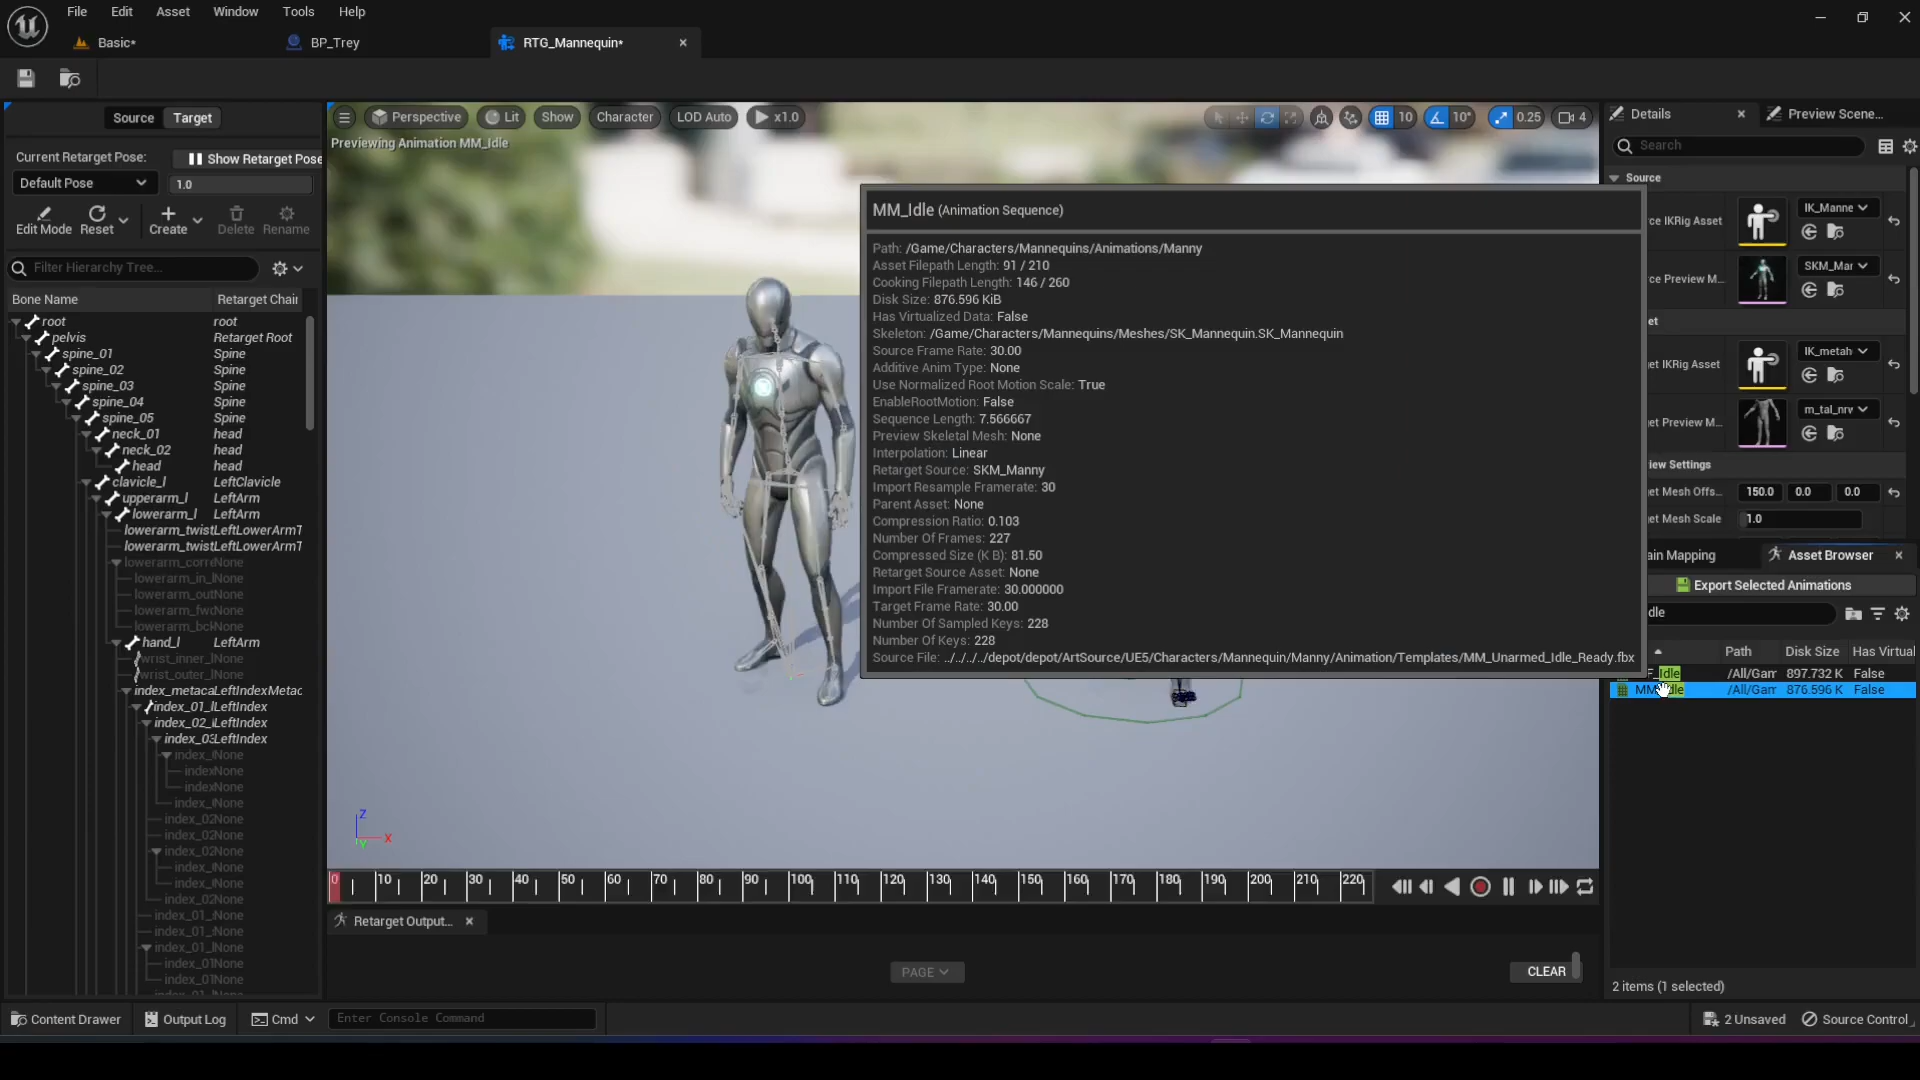 File Edit Asset Window Tools Help
Basic* BP_Trey RTG_Mannequin*
Source Target
Current Retarget Pose: Show Retarget Pose
Default Pose 1.0
Edit Mode Reset Create Delete Rename
Filter Hierarchy Tree...
Bone Name Retarget Chair
root root
pelvis Retarget Root
spine_01 Spine
spine_02 Spine
spine_03 Spine
spine_04 Spine
spine_05 Spine
neck_01 head
neck_02 head
head head
clavicle_l LeftClavicle
upperarm_l LeftArm
lowerarm_l LeftArm
lowerarm_twist LeftLowerArmT
lowerarm_twist LeftLowerArmT
lowerarm_corre None
lowerarm_in_l None
lowerarm_out None
lowerarm_fwd None
lowerarm_bcl None
hand_l LeftArm
wrist_inner_l None
wrist_outer_l None
index_metaca LeftIndexMetac
index_01_l LeftIndex
index_02_l LeftIndex
index_03 LeftIndex
index_l None
index None
index None
index_l None
index_02 None
index_02 None
index_02 None
index_l None
index_l None
index_02 None
index_01_ None
index_01_ None
index_01_l None
index_01 None
index_01 None
Perspective Lit Show Character LOD Auto x1.0 10 10° 0.25 4
Previewing Animation MM_Idle
MM_Idle (Animation Sequence)
Path: /Game/Characters/Mannequins/Animations/Manny
Asset Filepath Length: 91 / 210
Cooking Filepath Length: 146 / 260
Disk Size: 876.596 KiB
Has Virtualized Data: False
Skeleton: /Game/Characters/Mannequins/Meshes/SK_Mannequin.SK_Mannequin
Source Frame Rate: 30.00
Additive Anim Type: None
Use Normalized Root Motion Scale: True
EnableRootMotion: False
Sequence Length: 7.566667
Preview Skeletal Mesh: None
Interpolation: Linear
Retarget Source: SKM_Manny
Import Resample Framerate: 30
Parent Asset: None
Compression Ratio: 0.103
Number Of Frames: 227
Compressed Size (K B): 81.50
Retarget Source Asset: None
Import File Framerate: 30.000000
Target Frame Rate: 30.00
Number Of Sampled Keys: 228
Number Of Keys: 228
Source File: ../../../../depot/depot/ArtSource/UE5/Characters/Mannequin/Manny/Animation/Templates/MM_Unarmed_Idle_Ready.fbx
Z
X
Y
0 10 20 30 40 50 60 70 80 90 100 110 120 130 140 150 160 170 180 190 200 210 220
Retarget Output...
PAGE CLEAR
Details Preview Scene...
Search
Source
ce IKRig Asset IK_Manne
ce Preview M... SKM_Mar
et
get IKRig Asset IK_metah
get Preview M... m_tal_nrv
iew Settings
get Mesh Offs... 150.0 0.0 0.0
get Mesh Scale 1.0
ain Mapping Asset Browser
Export Selected Animations
dle
Path Disk Size Has Virtual
F_Idle /All/Gam 897.732 K False
MM_Idle /All/Gam 876.596 K False
2 items (1 selected)
Content Drawer Output Log Cmd Enter Console Command 2 Unsaved Source Control